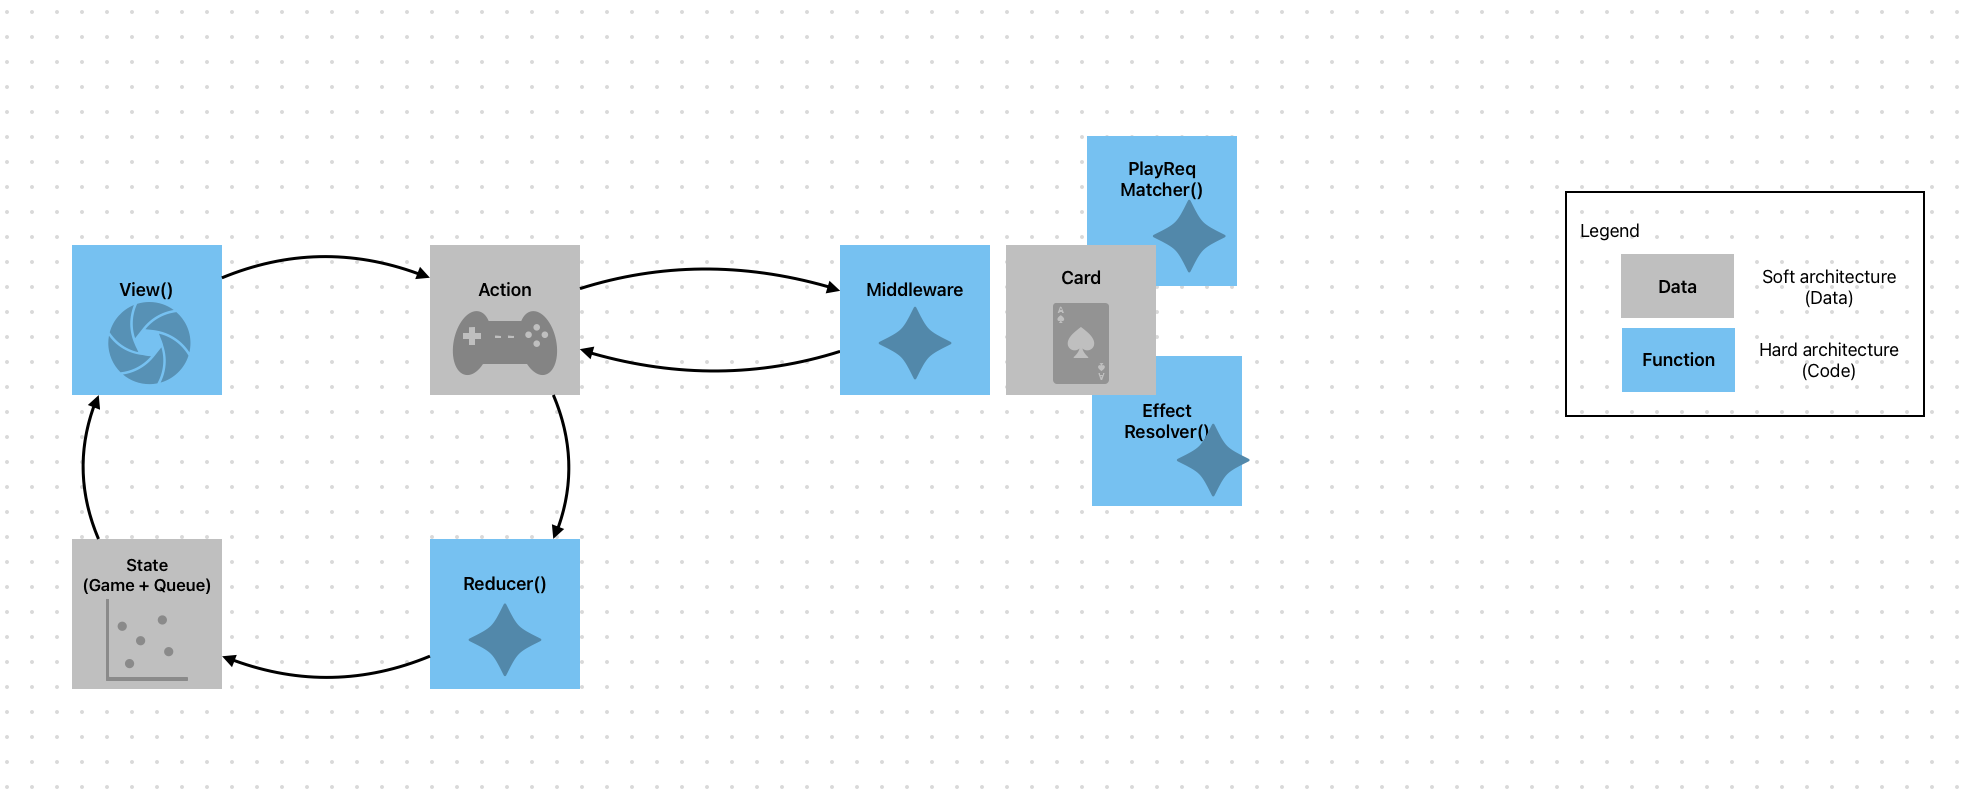 PlayReq
Matcher()
View()
Action
Middleware
Card
A
A
Effect
Resolver()
State
(Game + Queue)
Reducer()
Legend
Data
Soft architecture
(Data)
Function
Hard architecture
(Code)